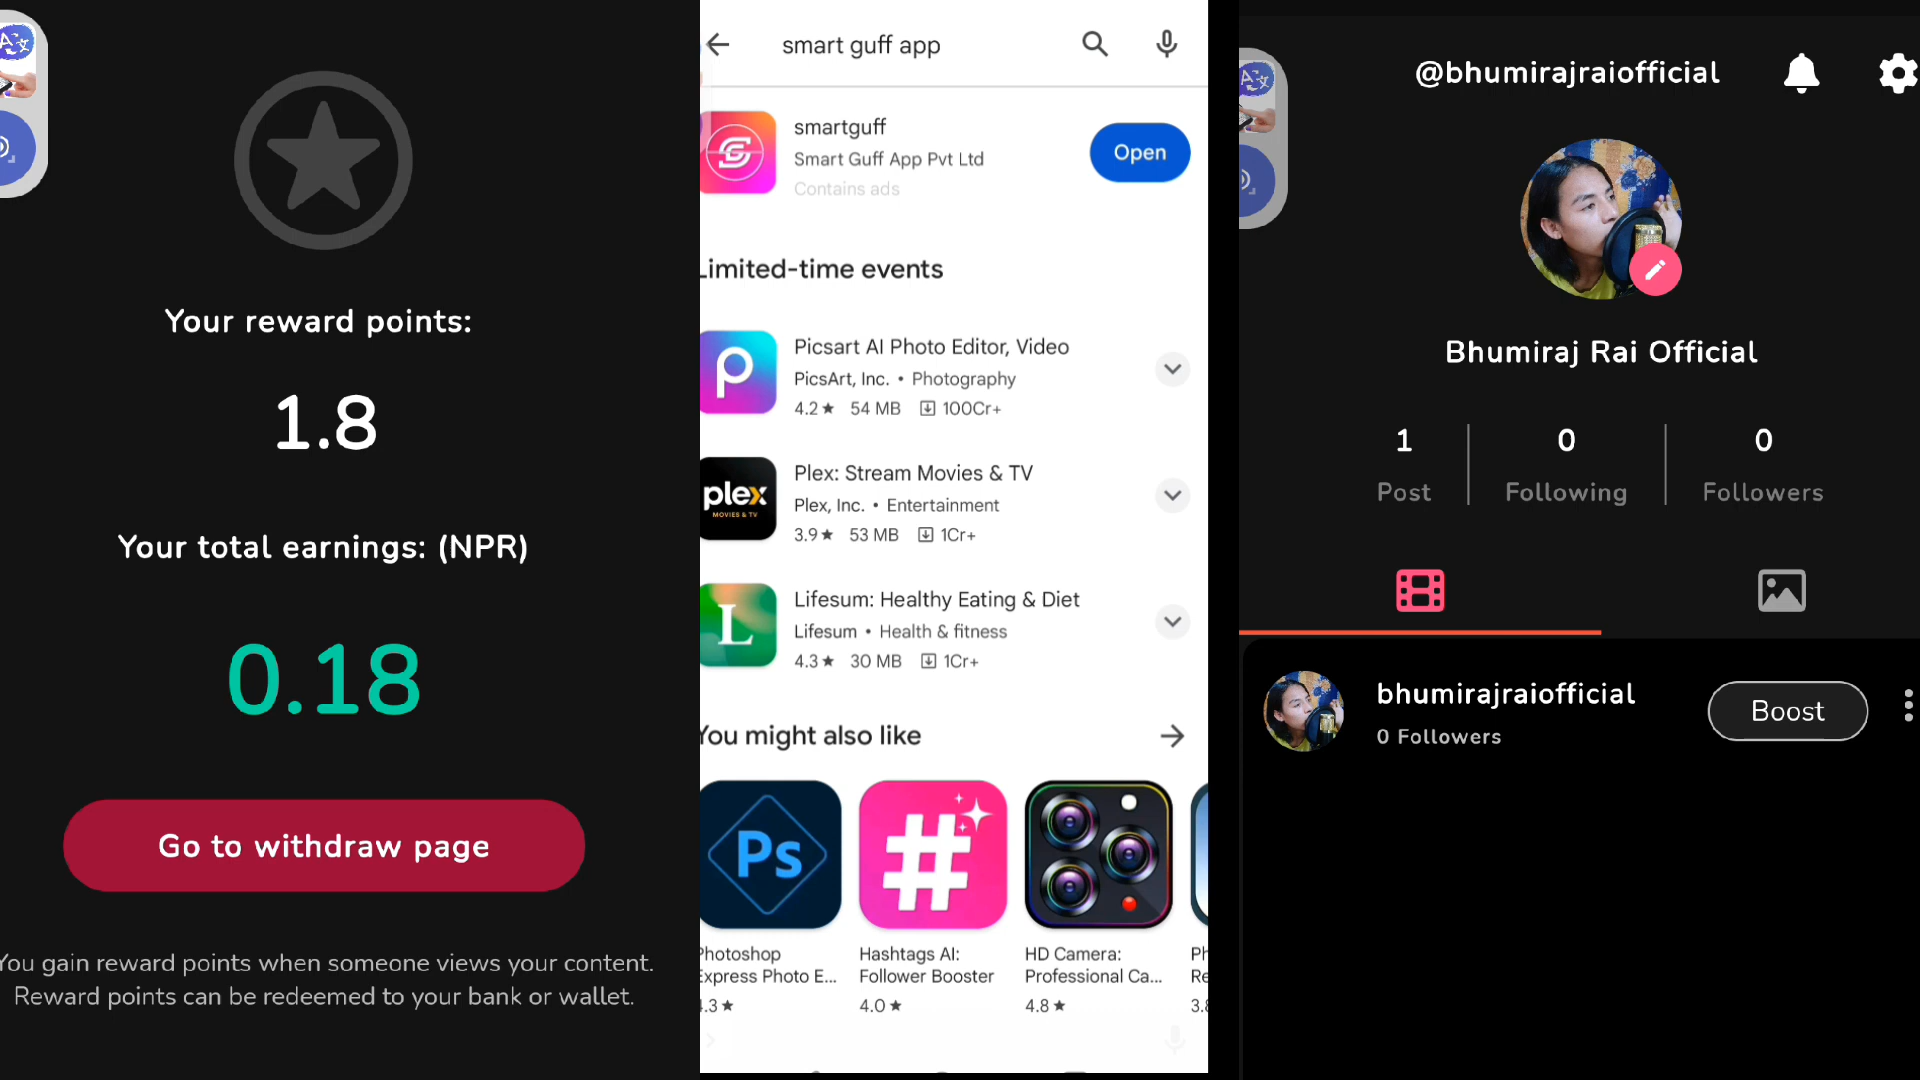 Your reward points:
1.8
Your total earnings: (NPR)
0.18
Go to withdraw page
You gain reward points when someone views your content.
Reward points can be redeemed to your bank or wallet.
smart guff app
smartguff
Smart Guff App Pvt Ltd
Contains ads
Open
Limited-time events
Picsart AI Photo Editor, Video
PicsArt, Inc. • Photography
4.2★ 54 MB 100Cr+
plex
MOVIES & TV
Plex: Stream Movies & TV
Plex, Inc. • Entertainment
3.9★ 53 MB 1Cr+
L
Lifesum: Healthy Eating & Diet
Lifesum • Health & fitness
4.3★ 30 MB 1Cr+
You might also like
Ps
#
Photoshop
Express Photo E...
.3★
Hashtags AI:
Follower Booster
4.0★
HD Camera:
Professional Ca...
4.8★
@bhumirajraiofficial
Bhumiraj Rai Official
1
Post
0
Following
0
Followers
bhumirajraiofficial
0 Followers
Boost